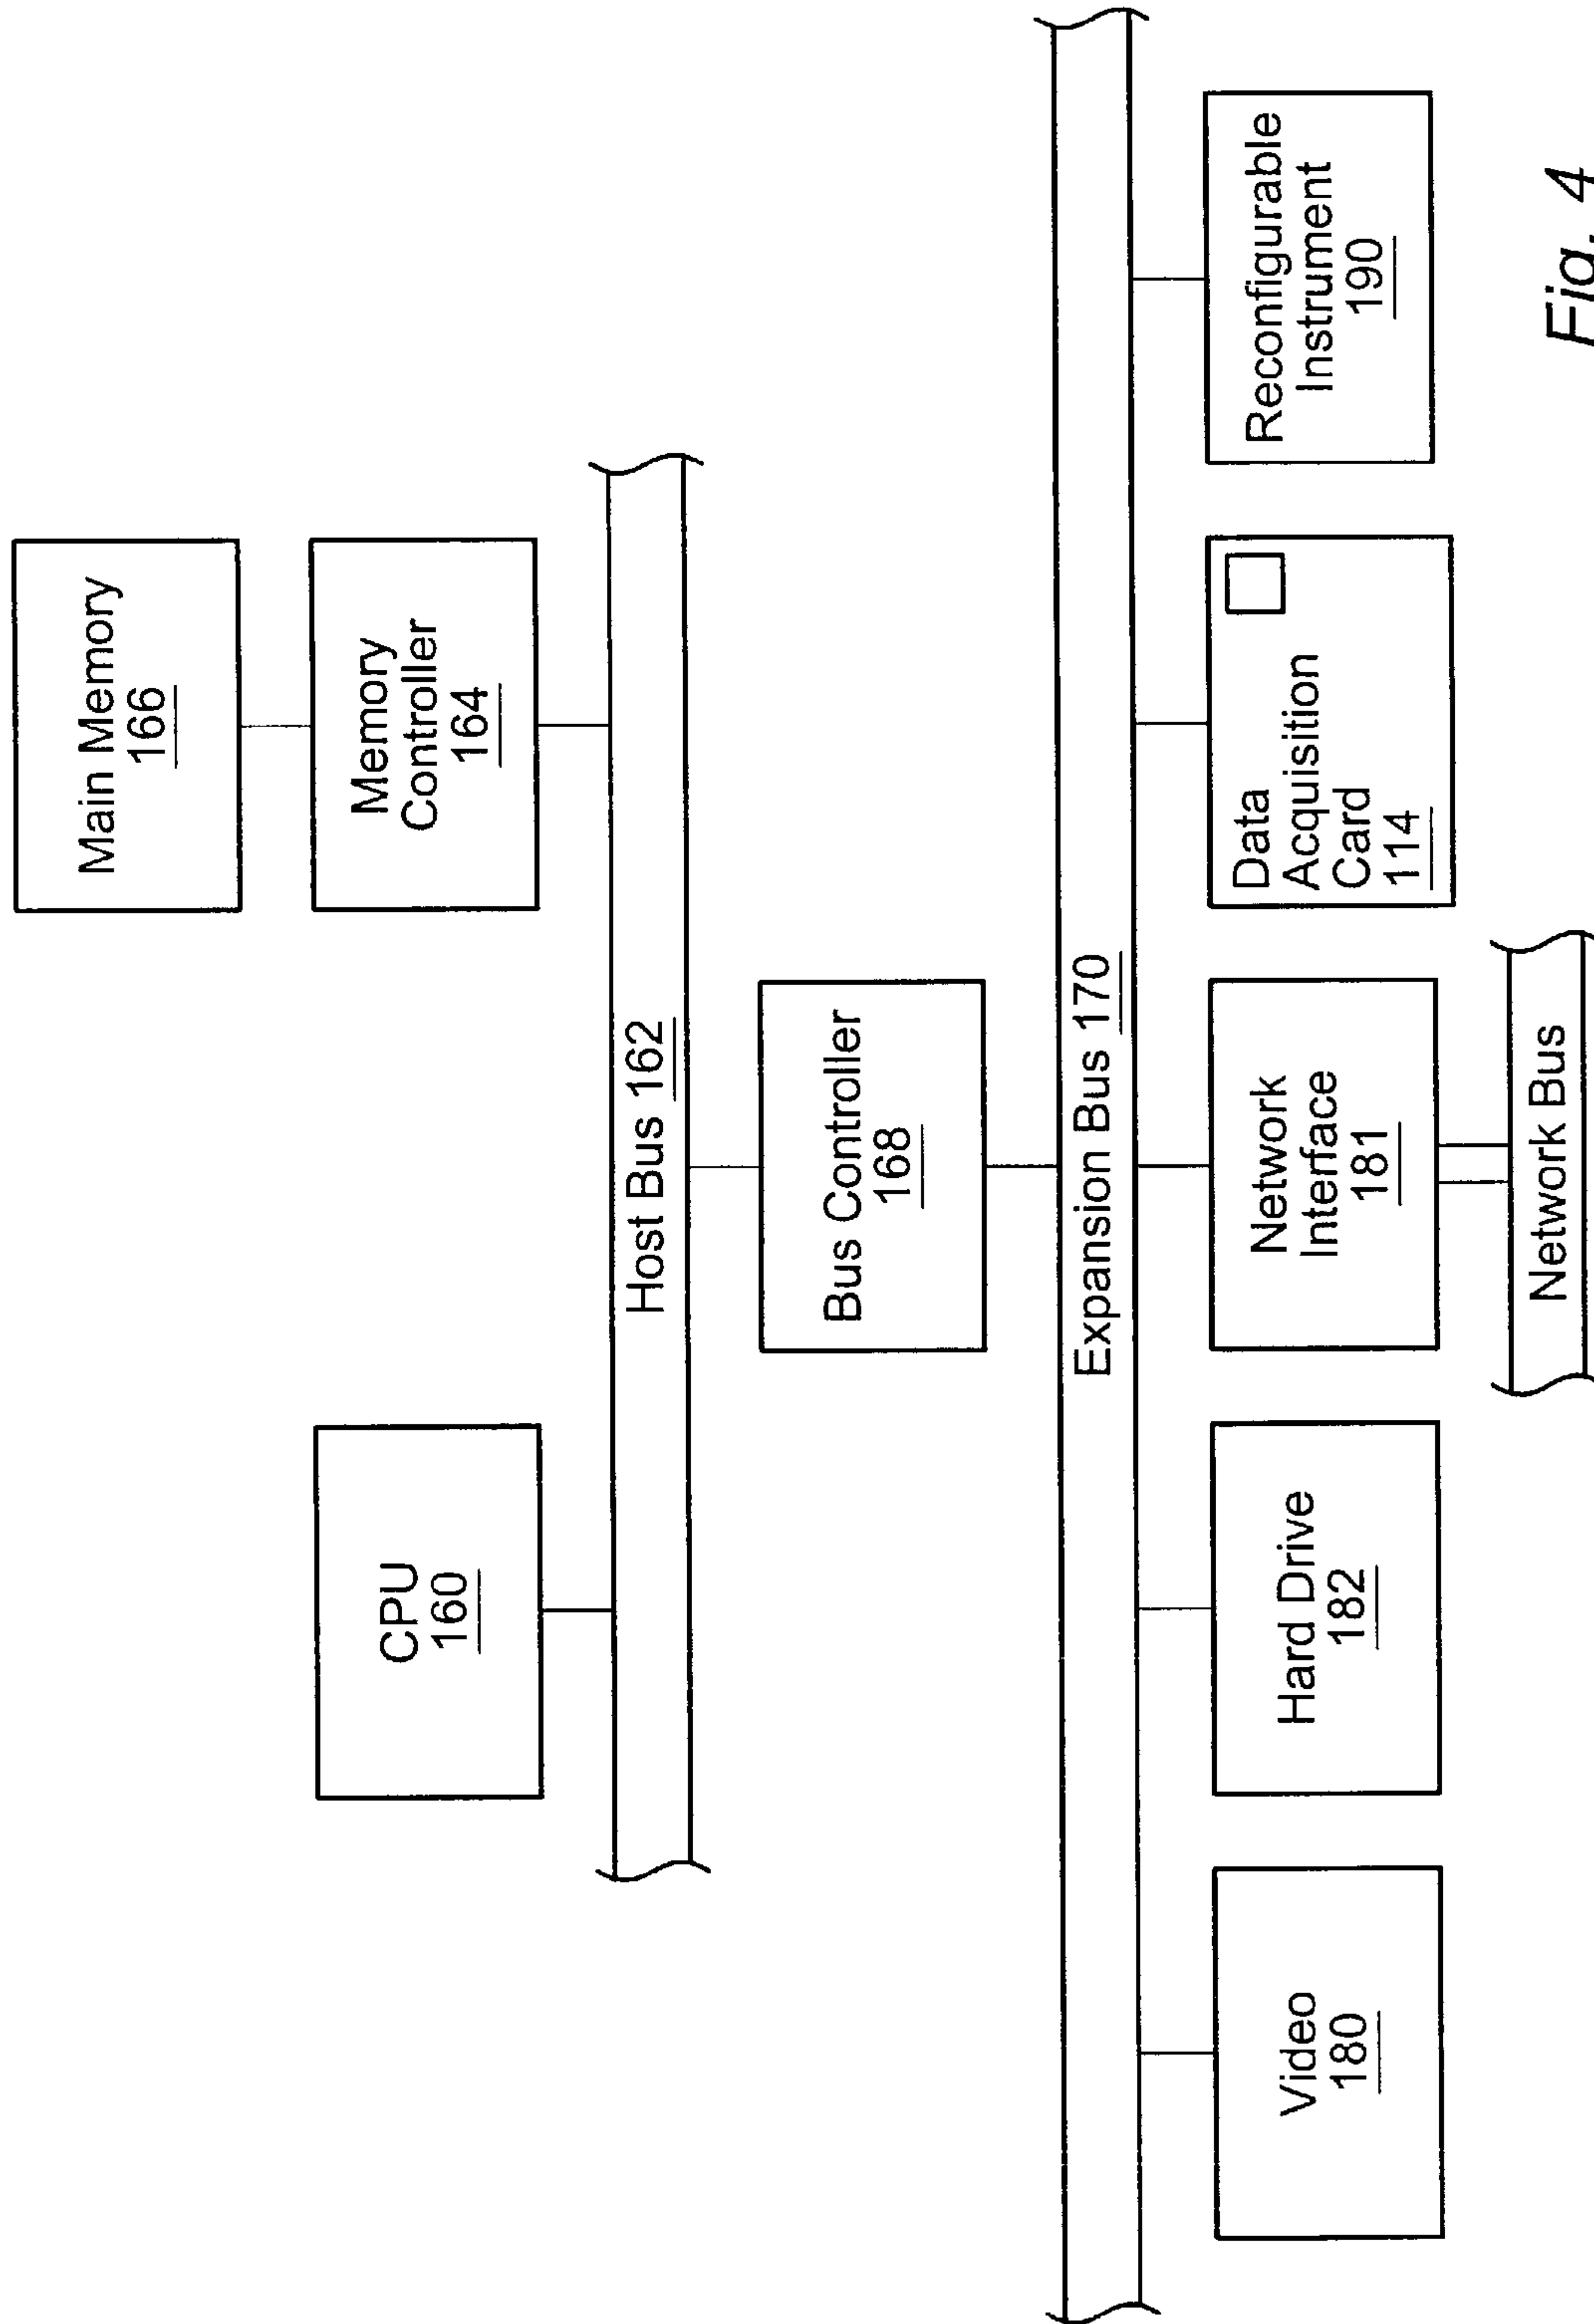 Main Memory
166
CPU
160
Memory
Controller
164
Host Bus 162
Bus Controller
168
Expansion Bus 170
Video
180
Hard Drive
182
Network
Interface
181
Data
Acquisition
Card
114
Reconfigurable
Instrument
190
Network Bus
Fig. 4